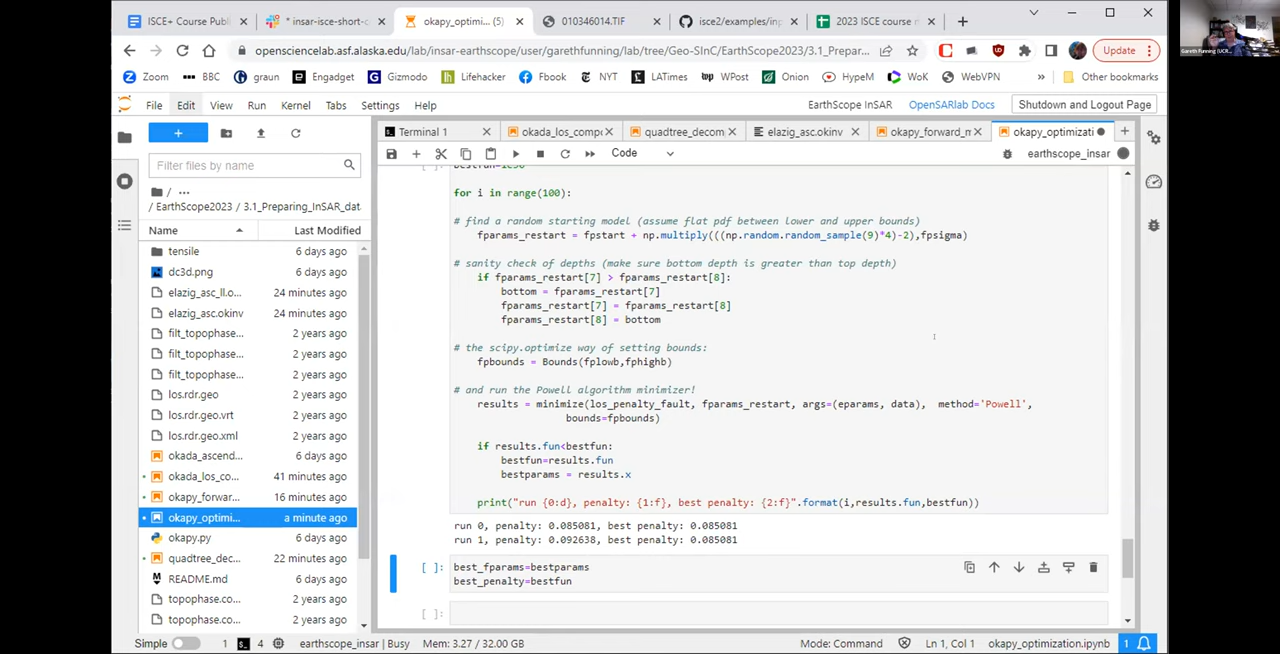 ISCE+ Course Publ
* insar-isce-short-c
okapy_optimi... (5)
010346014.TIF
isce2/examples/inp
2023 ISCE course m
openscienclab.asf.alaska.edu/lab/insar-earthscope/user/garethfunning/lab/tree/Geo-SInC/EarthScope2023/3.1_Prepar...
Update
Zoom
BBC
graun
Engadget
Gizmodo
Lifehacker
Fbook
NYT
LATimes
WPost
Onion
HypeM
WoK
WebVPN
»
Other bookmarks
Gareth Funning (UCR...
File Edit View Run Kernel Tabs Settings Help
EarthScope InSAR
OpenSARlab Docs
Shutdown and Logout Page
Terminal 1
okada_los_compo
quadtree_decom
elazig_asc.okinv
okapy_forward_m
okapy_optimizati
Filter files by name
/ ...
/ EarthScope2023 / 3.1_Preparing_InSAR_dat
Code
earthscope_insar
Name Last Modified
tensile 6 days ago
dc3d.png 6 days ago
elazig_asc_ll.o... 24 minutes ago
elazig_asc.okinv 24 minutes ago
filt_topophase... 2 years ago
filt_topophase... 2 years ago
filt_topophase... 2 years ago
los.rdr.geo 2 years ago
los.rdr.geo.vrt 2 years ago
los.rdr.geo.xml 2 years ago
okada_ascend... 6 days ago
okada_los_co... 41 minutes ago
okapy_forwar... 16 minutes ago
okapy_optimi... a minute ago
okapy.py 6 days ago
quadtree_dec... 22 minutes ago
README.md 6 days ago
topophase.co... 2 years ago
topophase.co... 2 years ago
bestfun=1e30
for i in range(100):
# find a random starting model (assume flat pdf between lower and upper bounds)
fparams_restart = fpstart + np.multiply(((np.random.random_sample(9)*4)-2),fpsigma)
# sanity check of depths (make sure bottom depth is greater than top depth)
if fparams_restart[7] > fparams_restart[8]:
bottom = fparams_restart[7]
fparams_restart[7] = fparams_restart[8]
fparams_restart[8] = bottom
# the scipy.optimize way of setting bounds:
fpbounds = Bounds(fplowb,fphighb)
# and run the Powell algorithm minimizer!
results = minimize(los_penalty_fault, fparams_restart, args=(eparams, data), method='Powell',
bounds=fpbounds)
if results.fun<bestfun:
bestfun=results.fun
bestparams = results.x
print("run {0:d}, penalty: {1:f}, best penalty: {2:f}".format(i,results.fun,bestfun))
run 0, penalty: 0.085081, best penalty: 0.085081
run 1, penalty: 0.092638, best penalty: 0.085081
[ ]: best_fparams=bestparams
best_penalty=bestfun
[ ]:
Simple
1
4
earthscope_insar | Busy
Mem: 3.27 / 32.00 GB
Mode: Command
Ln 1, Col 1
okapy_optimization.ipynb
1